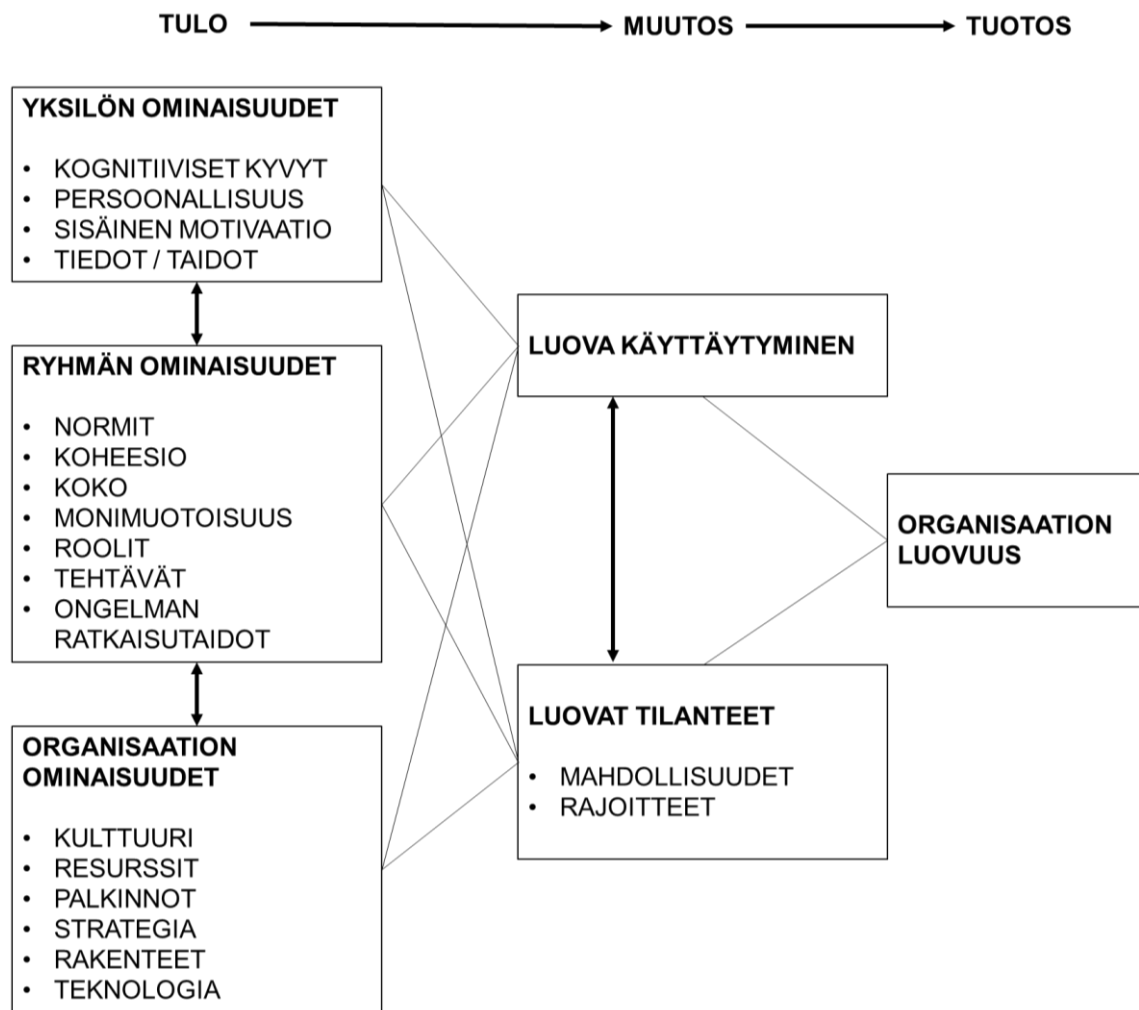 TULO
MUUTOS
TUOTOS
YKSILÖN OMINAISUUDET
• KOGNITIIVISET KYVYT
• PERSOONALLISUUS
• SISÄINEN MOTIVAATIO
• TIEDOT / TAIDOT
RYHMÄN OMINAISUUDET
• NORMIT
• KOHEESIO
• KOKO
• MONIMUOTOISUUS
• ROOLIT
• TEHTÄVÄT
• ONGELMAN
RATKAISUTAIDOT
ORGANISAATION
OMINAISUUDET
• KULTTUURI
• RESURSSIT
• PALKINNOT
• STRATEGIA
• RAKENTEET
• TEKNOLOGIA
LUOVA KÄYTTÄYTYMINEN
LUOVAT TILANTEET
• MAHDOLLISUUDET
• RAJOITTEET
ORGANISAATION
LUOVUUS